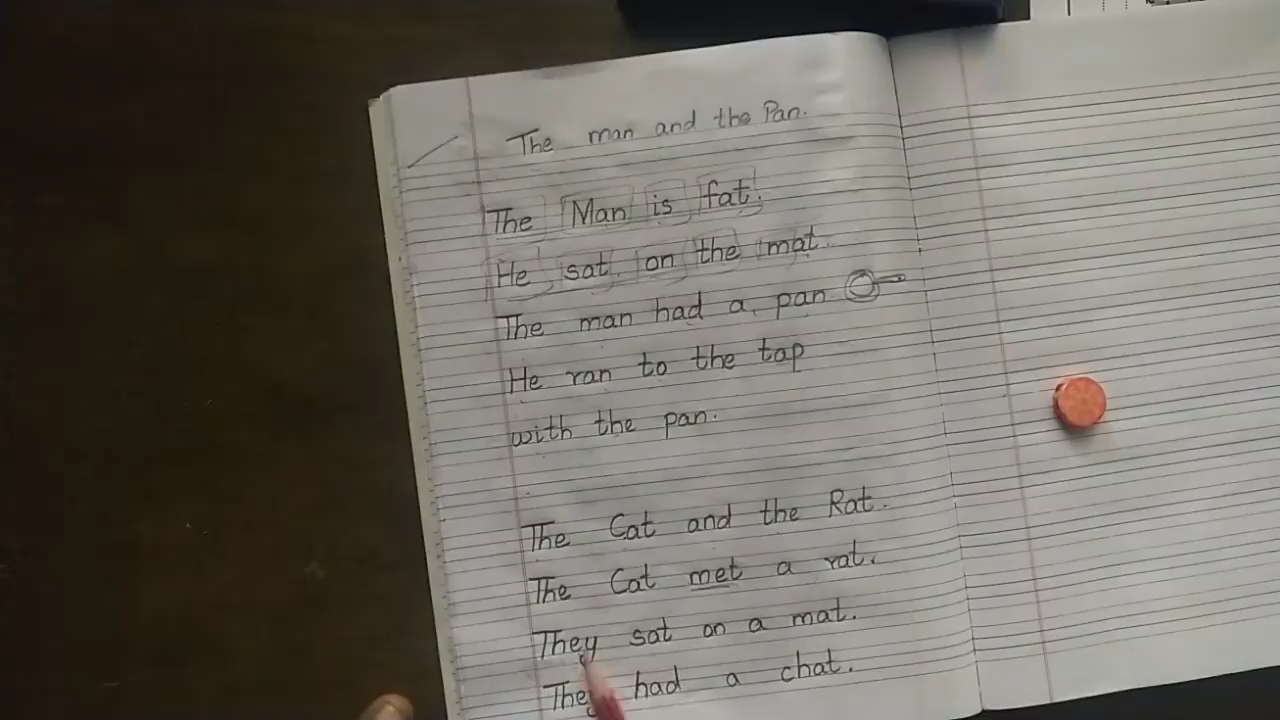 The man and the Pan.
The Man is fat.
He sat on the mat
The man had a pan
He ran to the tap
with the pan.
The Cat and the Rat.
The Cat met a rat.
They sat on a mat.
They had a chat.